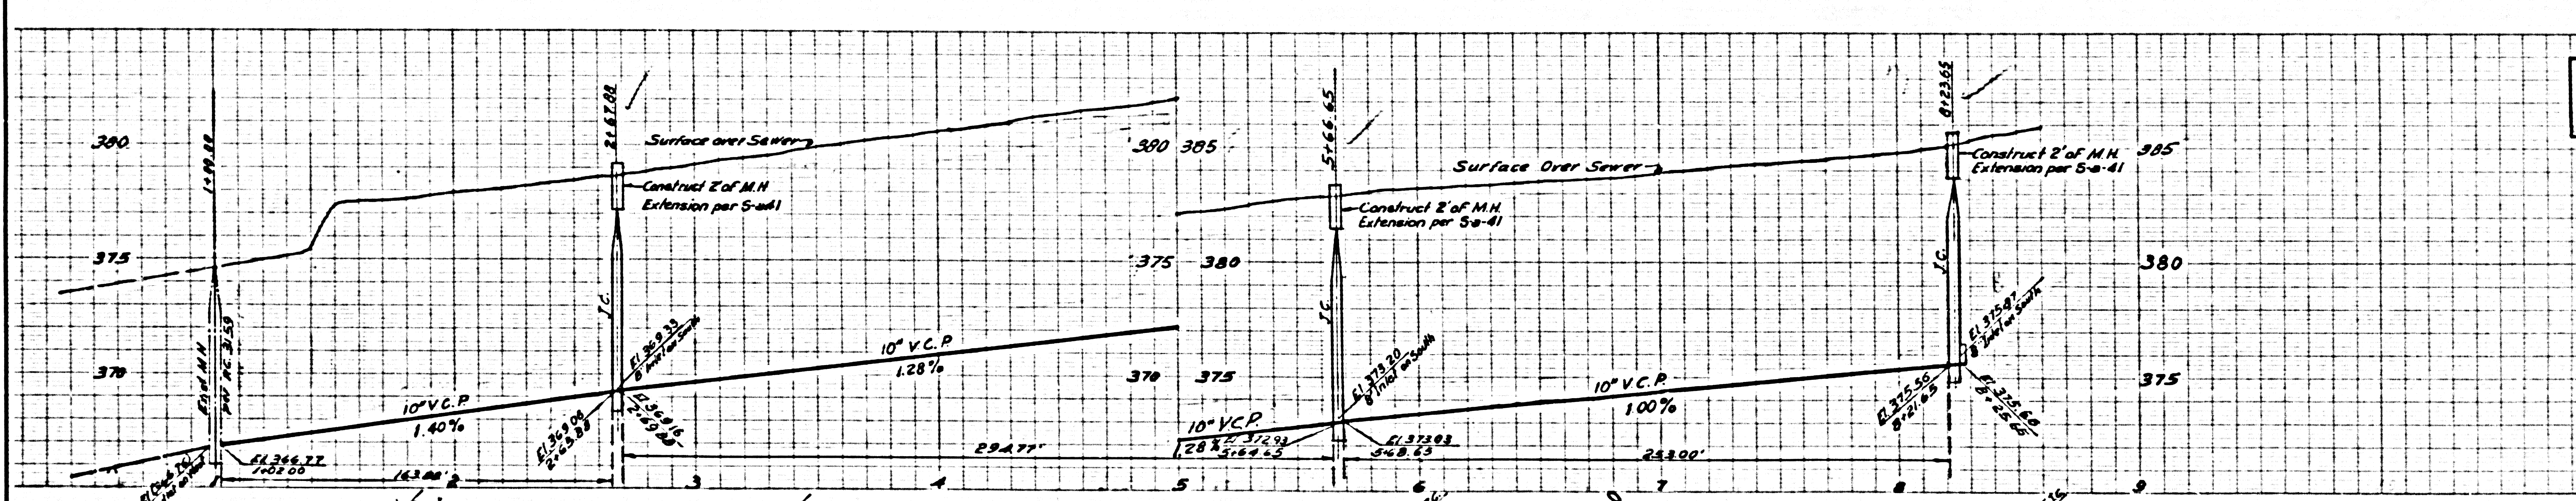 380
375
370
1+99.88
End M.H.
per R.C. 3159
El. 366.77
1+02.00
163.88'
10" V.C.P.
1.40%
2+67.88
Surface over Sewer
Construct 2' of M.H.
Extension per S-a-41
J.C.
El. 369.33
8" Inlet on South
El. 369.06
2+65.88
El. 369.16
2+69.88
10" V.C.P.
1.28%
294.77'
380 385
375 380
370 375
10" V.C.P.
1.28%
El. 372.93
5+64.65
5+66.65
Construct 2' of M.H.
Extension per S-a-41
J.C.
El. 373.20
8" Inlet on South
El. 373.03
5+68.65
Surface Over Sewer
10" V.C.P.
1.00%
253.00'
8+23.65
Construct 2' of M.H.
Extension per S-a-41
J.C.
El. 375.97
8" Inlet on South
El. 375.56
8+21.65
El. 375.68
8+25.65
385
380
375
2
3
4
5
6
7
8
9